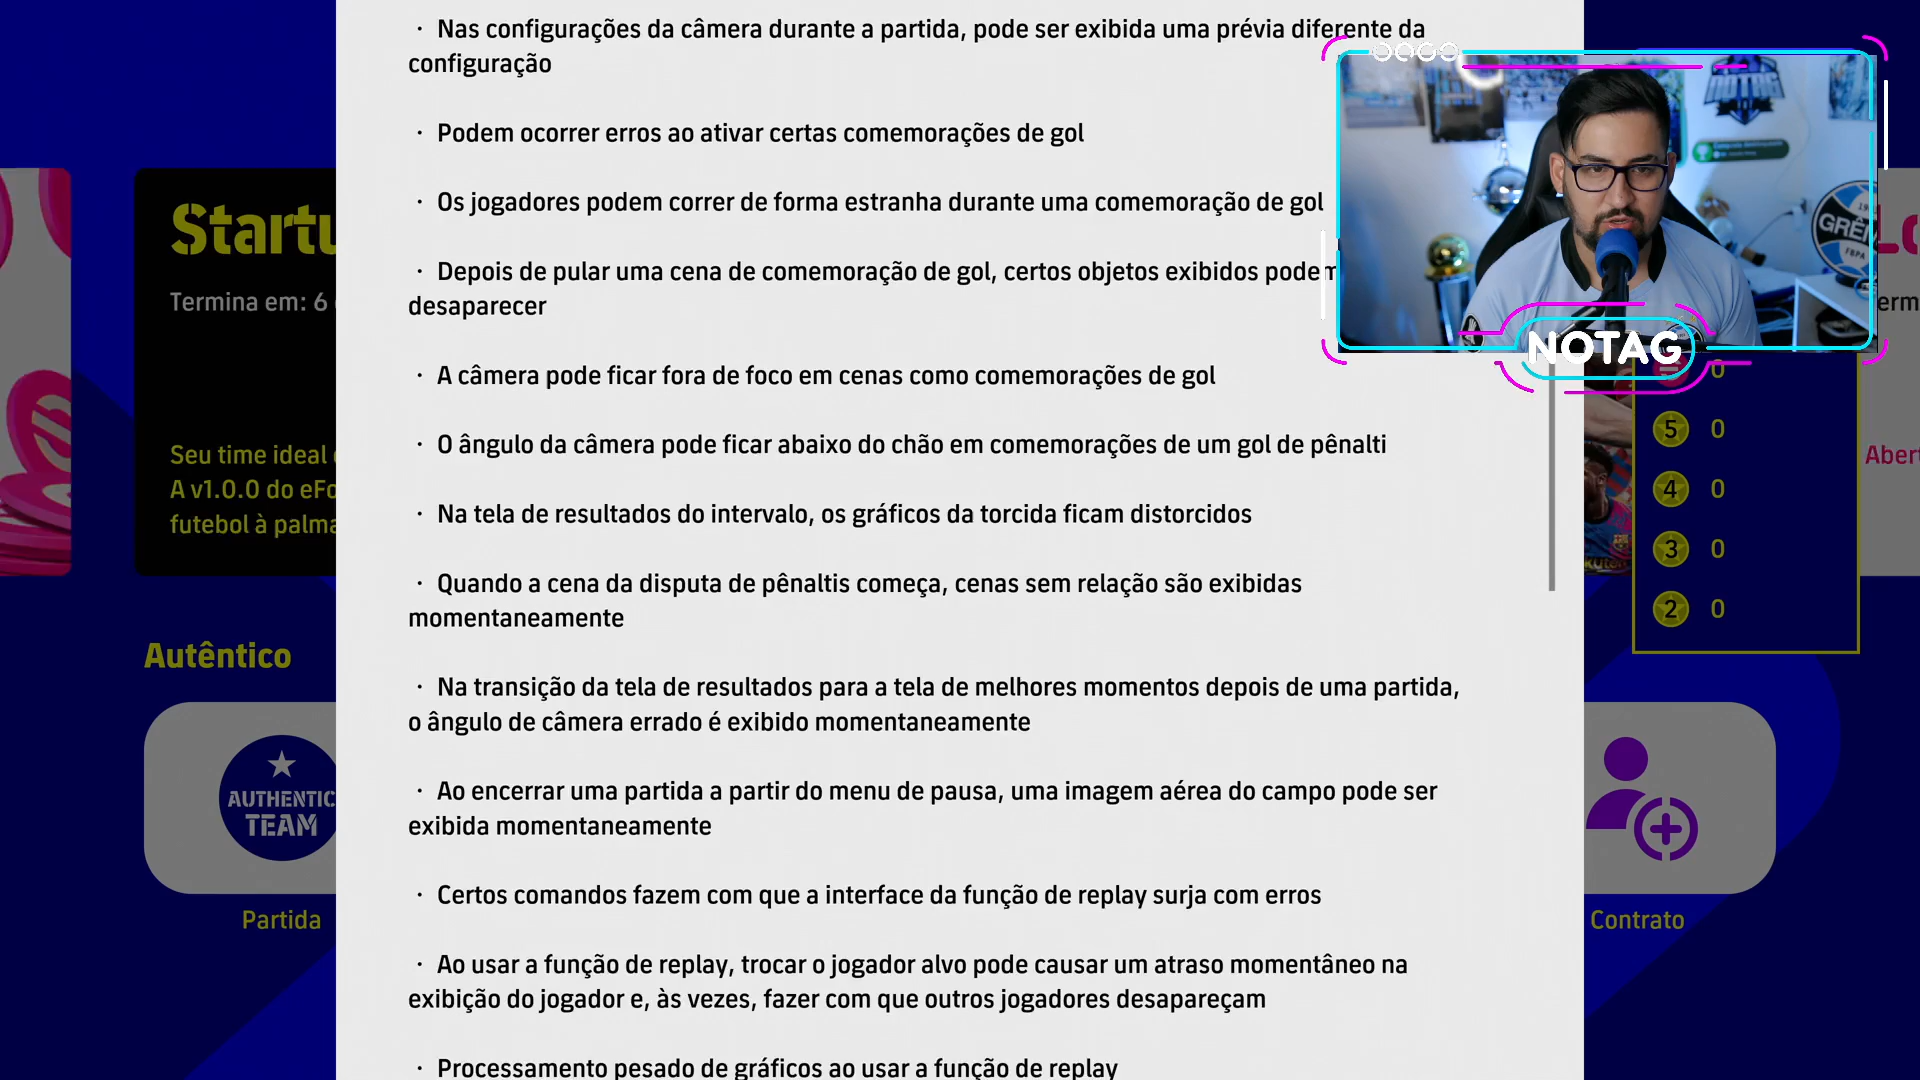 · Nas configurações da câmera durante a partida, pode ser exibida uma prévia diferente da
configuração
· Podem ocorrer erros ao ativar certas comemorações de gol
· Os jogadores podem correr de forma estranha durante uma comemoração de gol
· Depois de pular uma cena de comemoração de gol, certos objetos exibidos podem
desaparecer
· A câmera pode ficar fora de foco em cenas como comemorações de gol
· O ângulo da câmera pode ficar abaixo do chão em comemorações de um gol de pênalti
· Na tela de resultados do intervalo, os gráficos da torcida ficam distorcidos
· Quando a cena da disputa de pênaltis começa, cenas sem relação são exibidas
momentaneamente
· Na transição da tela de resultados para a tela de melhores momentos depois de uma partida,
o ângulo de câmera errado é exibido momentaneamente
· Ao encerrar uma partida a partir do menu de pausa, uma imagem aérea do campo pode ser
exibida momentaneamente
· Certos comandos fazem com que a interface da função de replay surja com erros
· Ao usar a função de replay, trocar o jogador alvo pode causar um atraso momentâneo na
exibição do jogador e, às vezes, fazer com que outros jogadores desapareçam
· Processamento pesado de gráficos ao usar a função de replay
Termina em: 6
Seu time ideal
A v1.0.0 do
futebol à
Autêntico
AUTHENTIC
TEAM
Partida
NOTAG
NOTAG
FBPA
0
5 0
4 0
3 0
2 0
Contrato